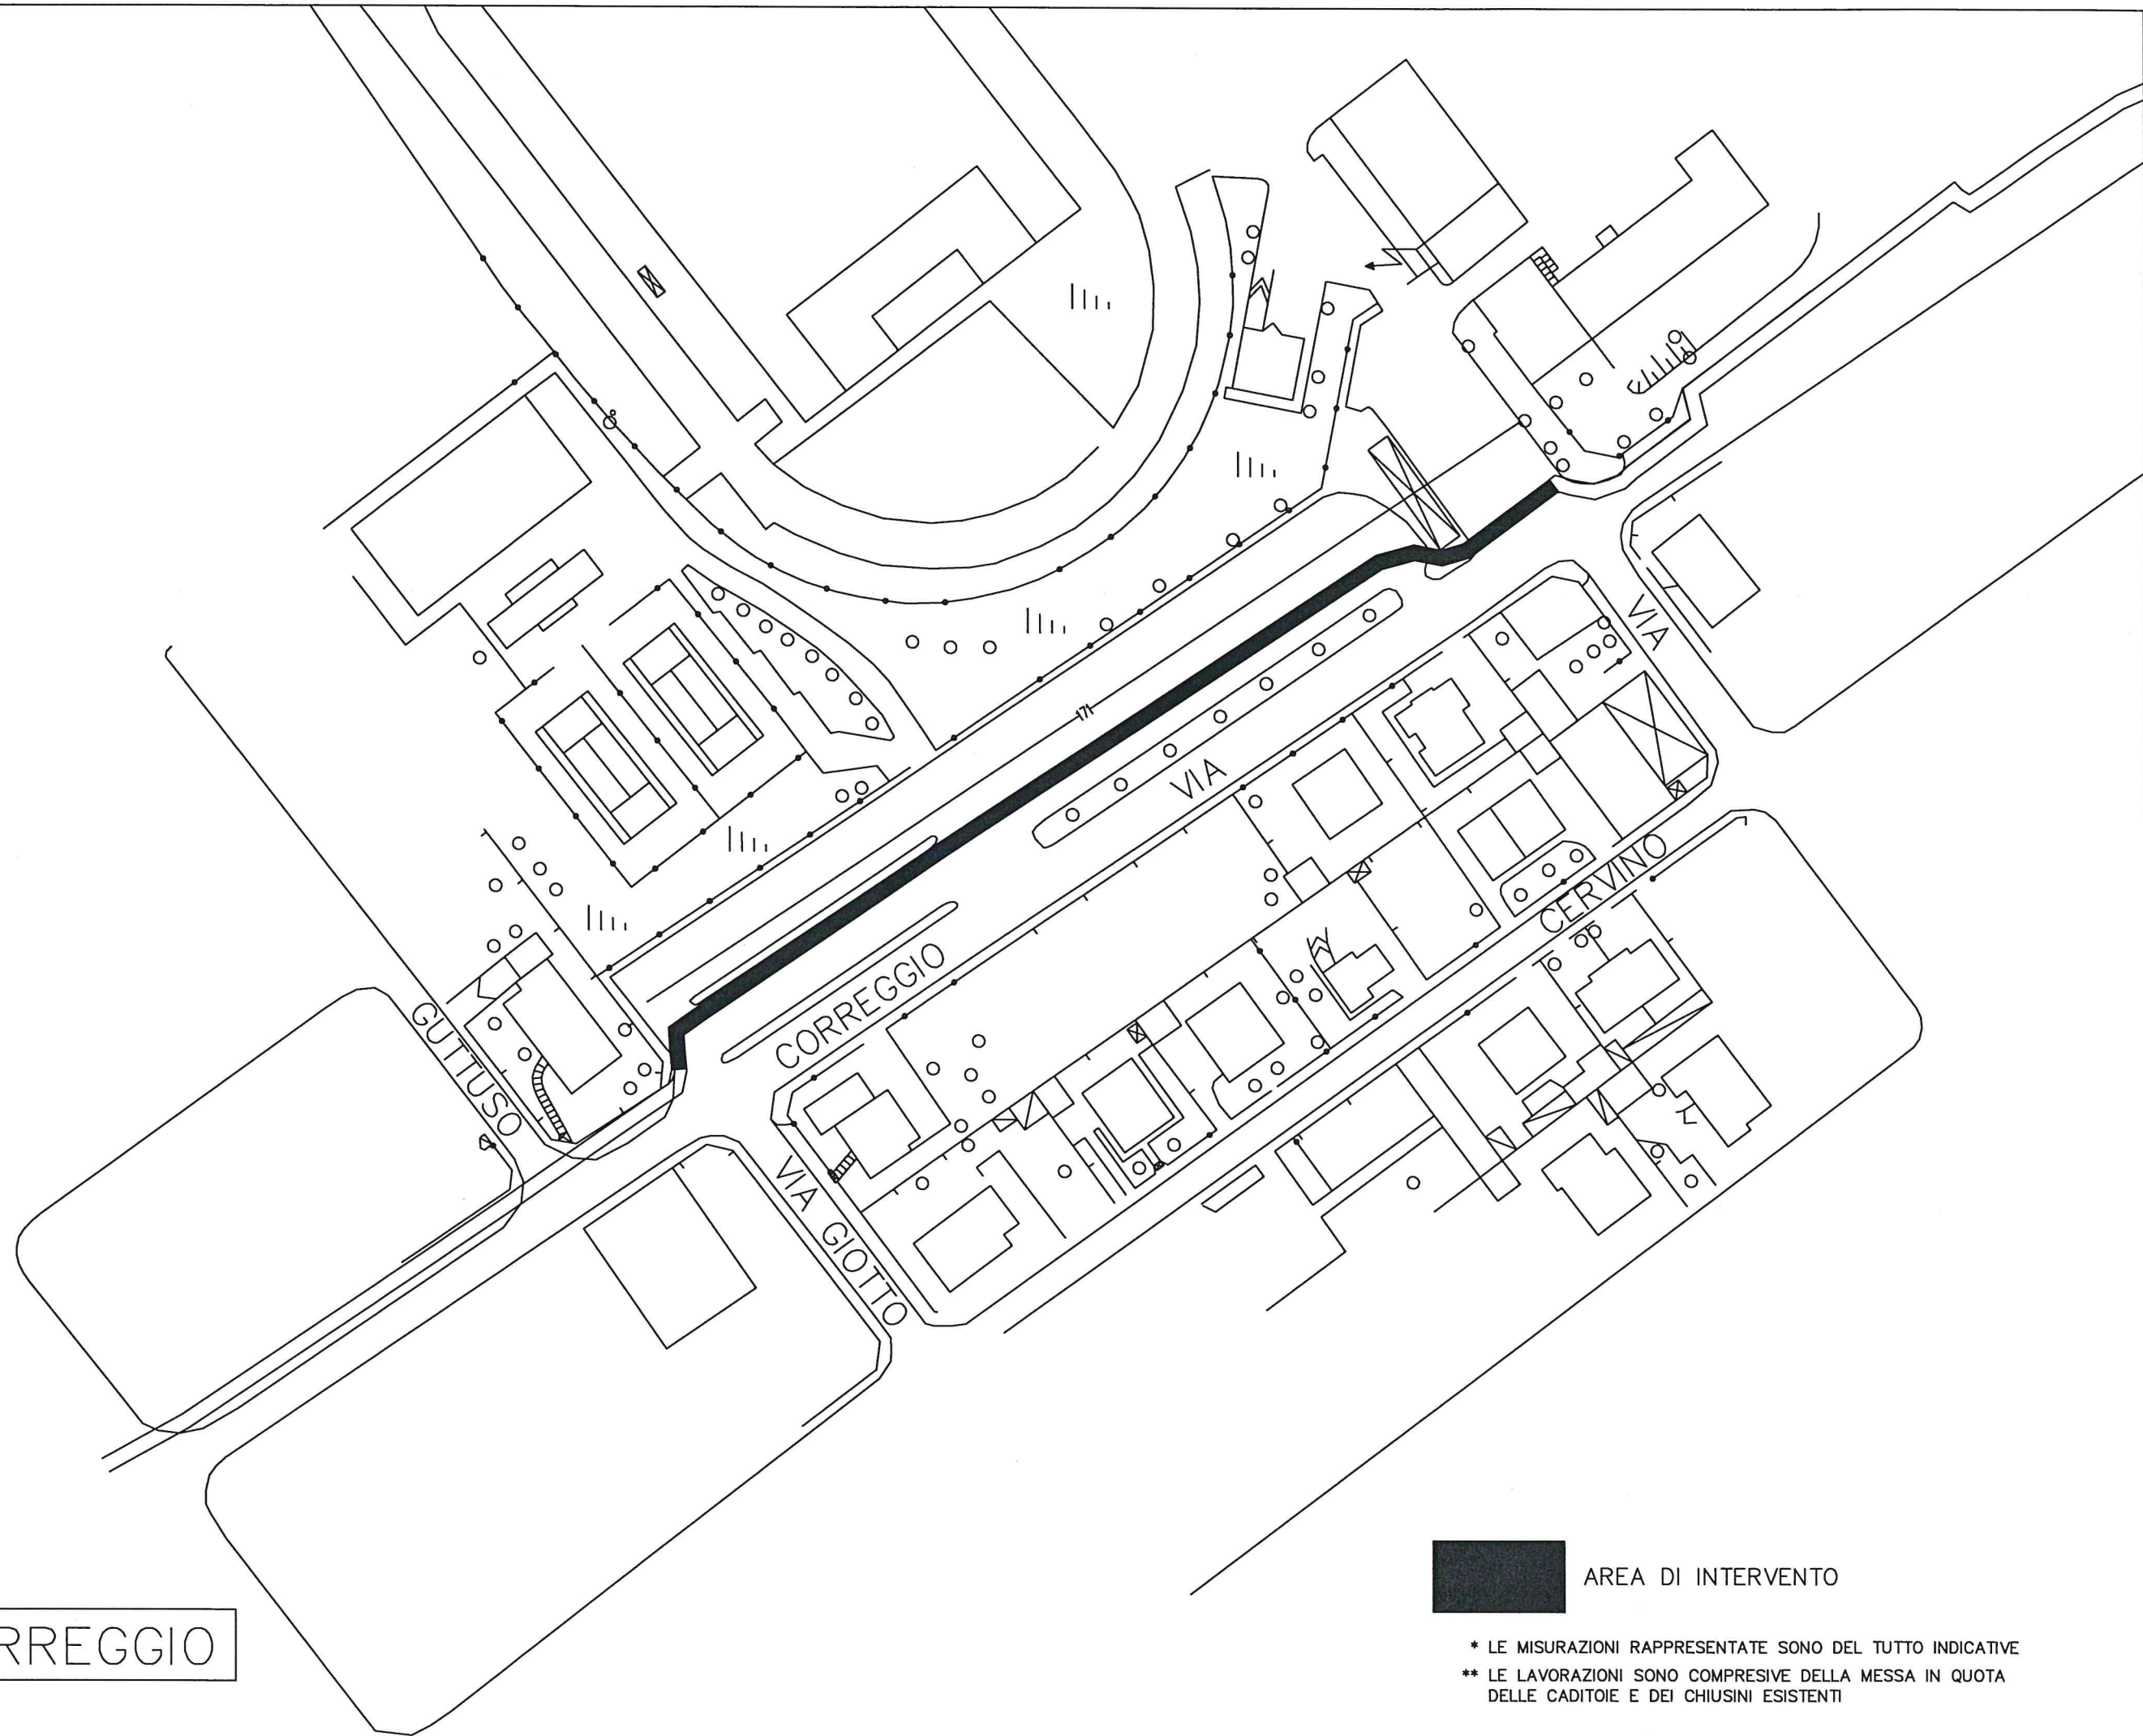 171
VIA
VIA
CORREGGIO
CERVINO
GUTTUSO
VIA GIOTTO
AREA DI INTERVENTO
RREGGIO
* LE MISURAZIONI RAPPRESENTATE SONO DEL TUTTO INDICATIVE
** LE LAVORAZIONI SONO COMPRESIVE DELLA MESSA IN QUOTA
DELLE CADITOIE E DEI CHIUSINI ESISTENTI